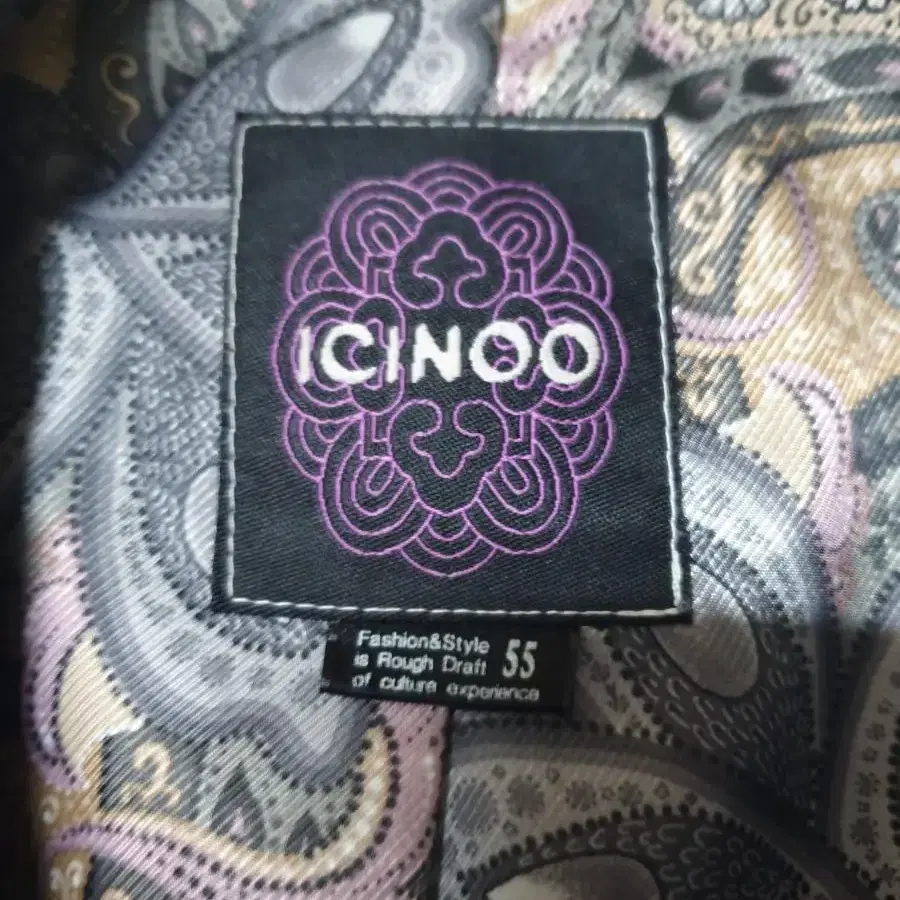 ICINOO
Fashion&Style
is Rough Draft
of culture experience
55